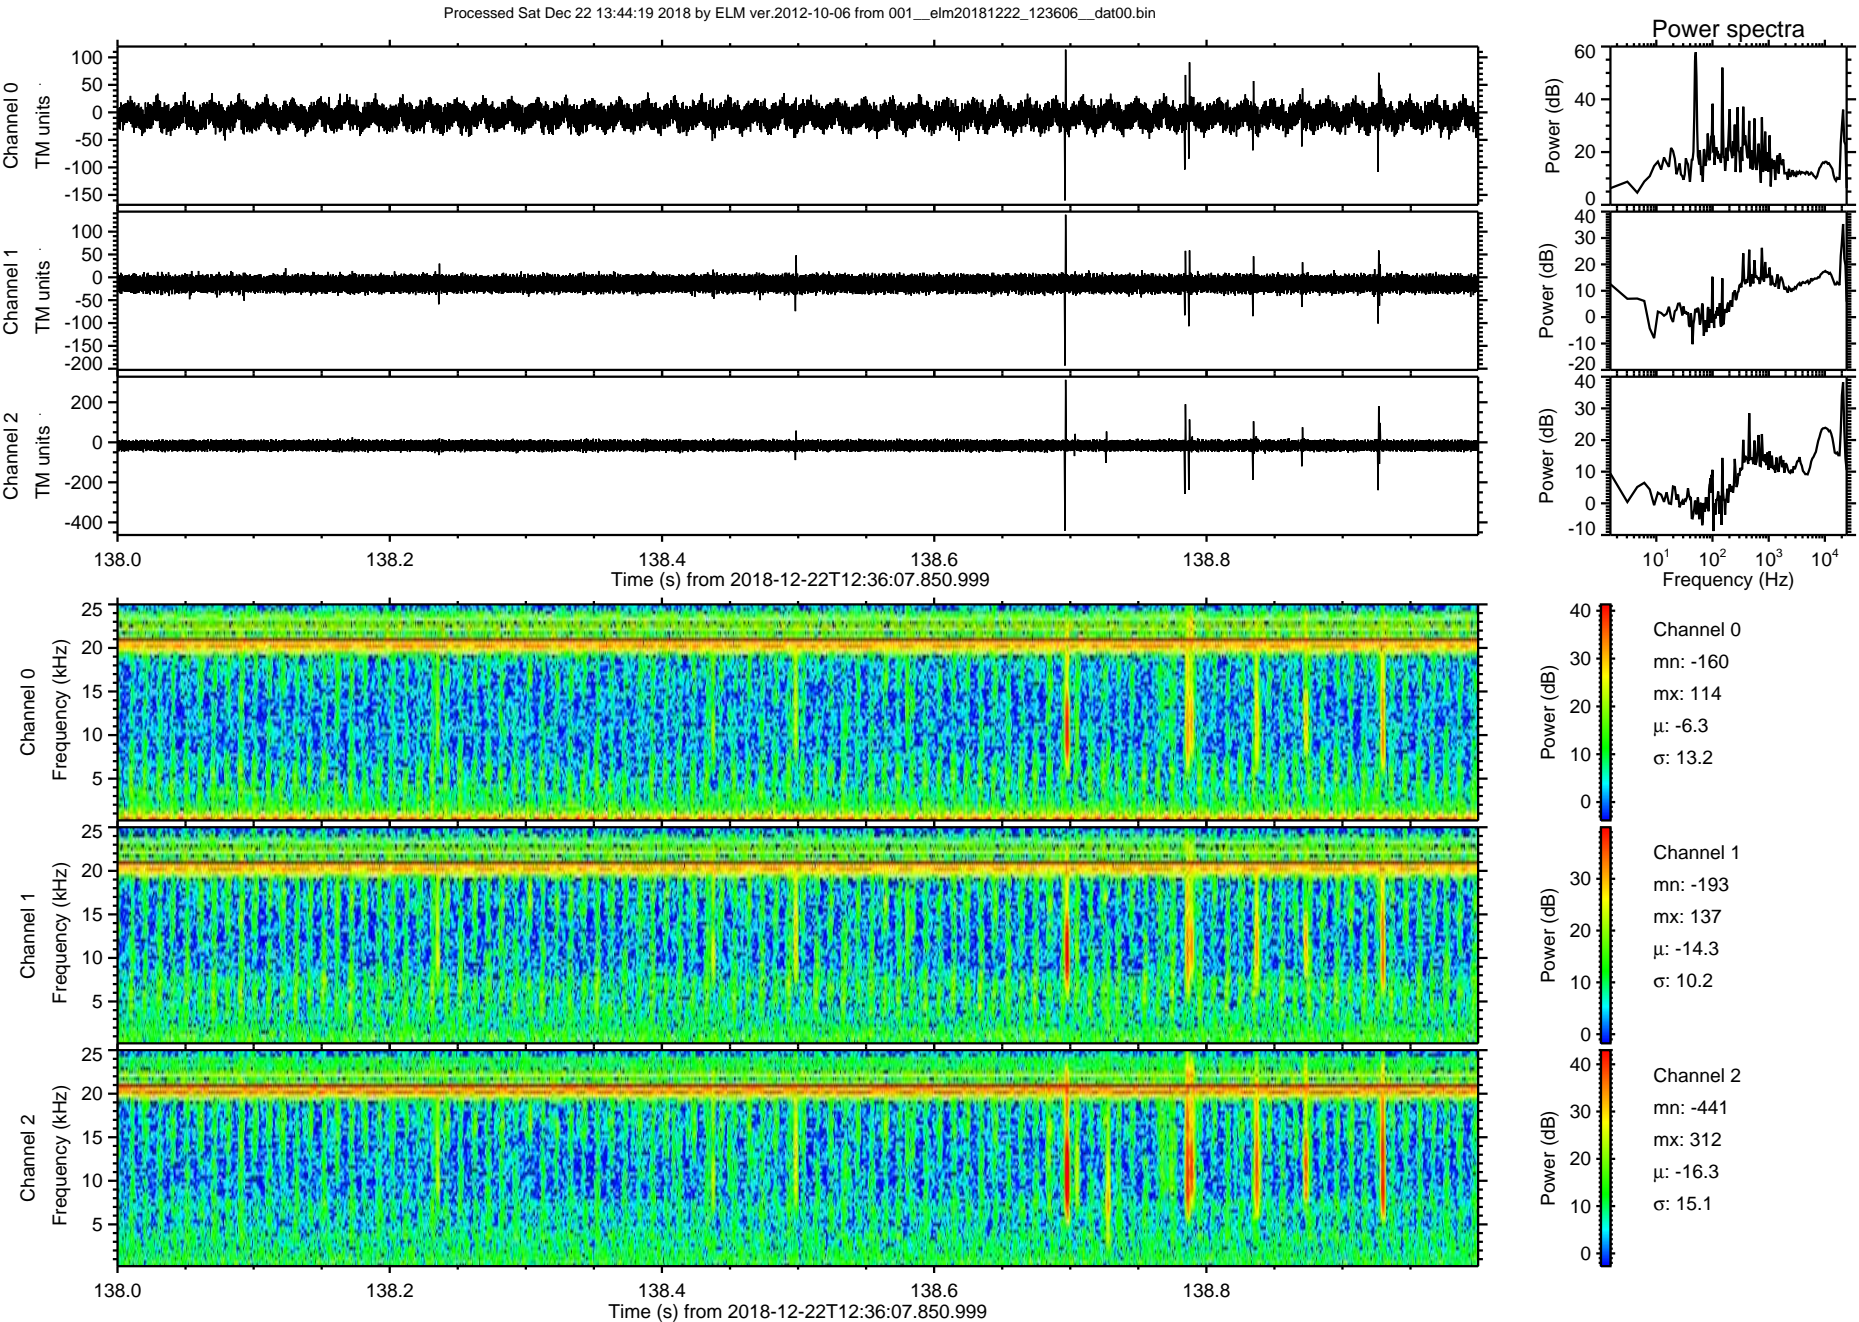 Processed Sat Dec 22 13:44:19 2018 by ELM ver.2012-10-06 from 001__elm20181222_123606__dat00.bin
Power spectra
Channel 0
TM units
100
50
0
-50
-100
-150
Power (dB)
60
40
20
0
Channel 1
TM units
100
50
0
-50
-100
-150
-200
Power (dB)
40
30
20
10
0
-10
-20
Channel 2
TM units
200
0
-200
-400
Power (dB)
40
30
20
10
0
-10
138.0 138.2 138.4 138.6 138.8
Time (s) from 2018-12-22T12:36:07.850.999
10^1 10^2 10^3 10^4
Frequency (Hz)
Channel 0
Frequency (kHz)
25
20
15
10
5
Power (dB)
40
30
20
10
0
Channel 0
mn: -160
mx: 114
μ: -6.3
σ: 13.2
Channel 1
Frequency (kHz)
25
20
15
10
5
Power (dB)
30
20
10
0
Channel 1
mn: -193
mx: 137
μ: -14.3
σ: 10.2
Channel 2
Frequency (kHz)
25
20
15
10
5
Power (dB)
40
30
20
10
0
Channel 2
mn: -441
mx: 312
μ: -16.3
σ: 15.1
138.0 138.2 138.4 138.6 138.8
Time (s) from 2018-12-22T12:36:07.850.999